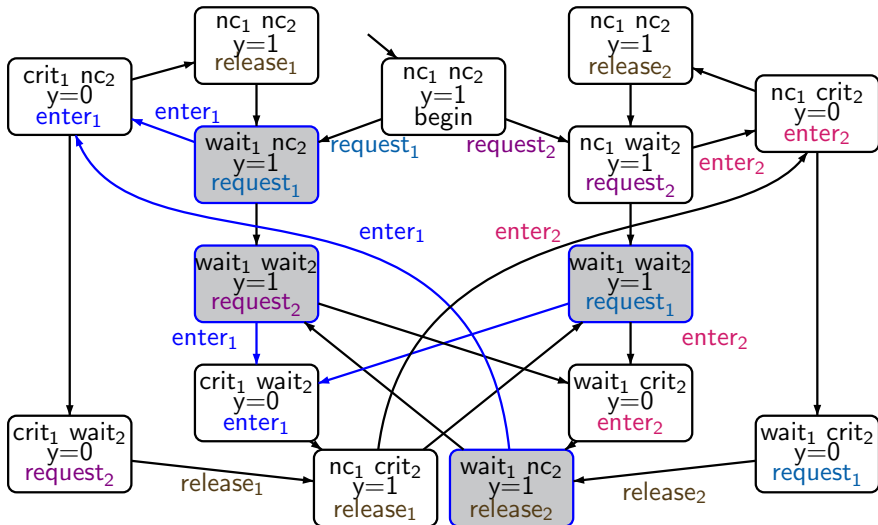 nc₁ nc₂
y=1
release₁
nc₁ nc₂
y=1
begin
nc₁ nc₂
y=1
release₂
crit₁ nc₂
y=0
enter₁
nc₁ crit₂
y=0
enter₂
enter₁
wait₁ nc₂
y=1
request₁
request₁
request₂
nc₁ wait₂
y=1
request₂
enter₂
enter₁
enter₂
wait₁ wait₂
y=1
request₂
wait₁ wait₂
y=1
request₁
enter₁
enter₂
crit₁ wait₂
y=0
enter₁
wait₁ crit₂
y=0
enter₂
crit₁ wait₂
y=0
request₂
release₁
nc₁ crit₂
y=1
release₁
wait₁ nc₂
y=1
release₂
release₂
wait₁ crit₂
y=0
request₁